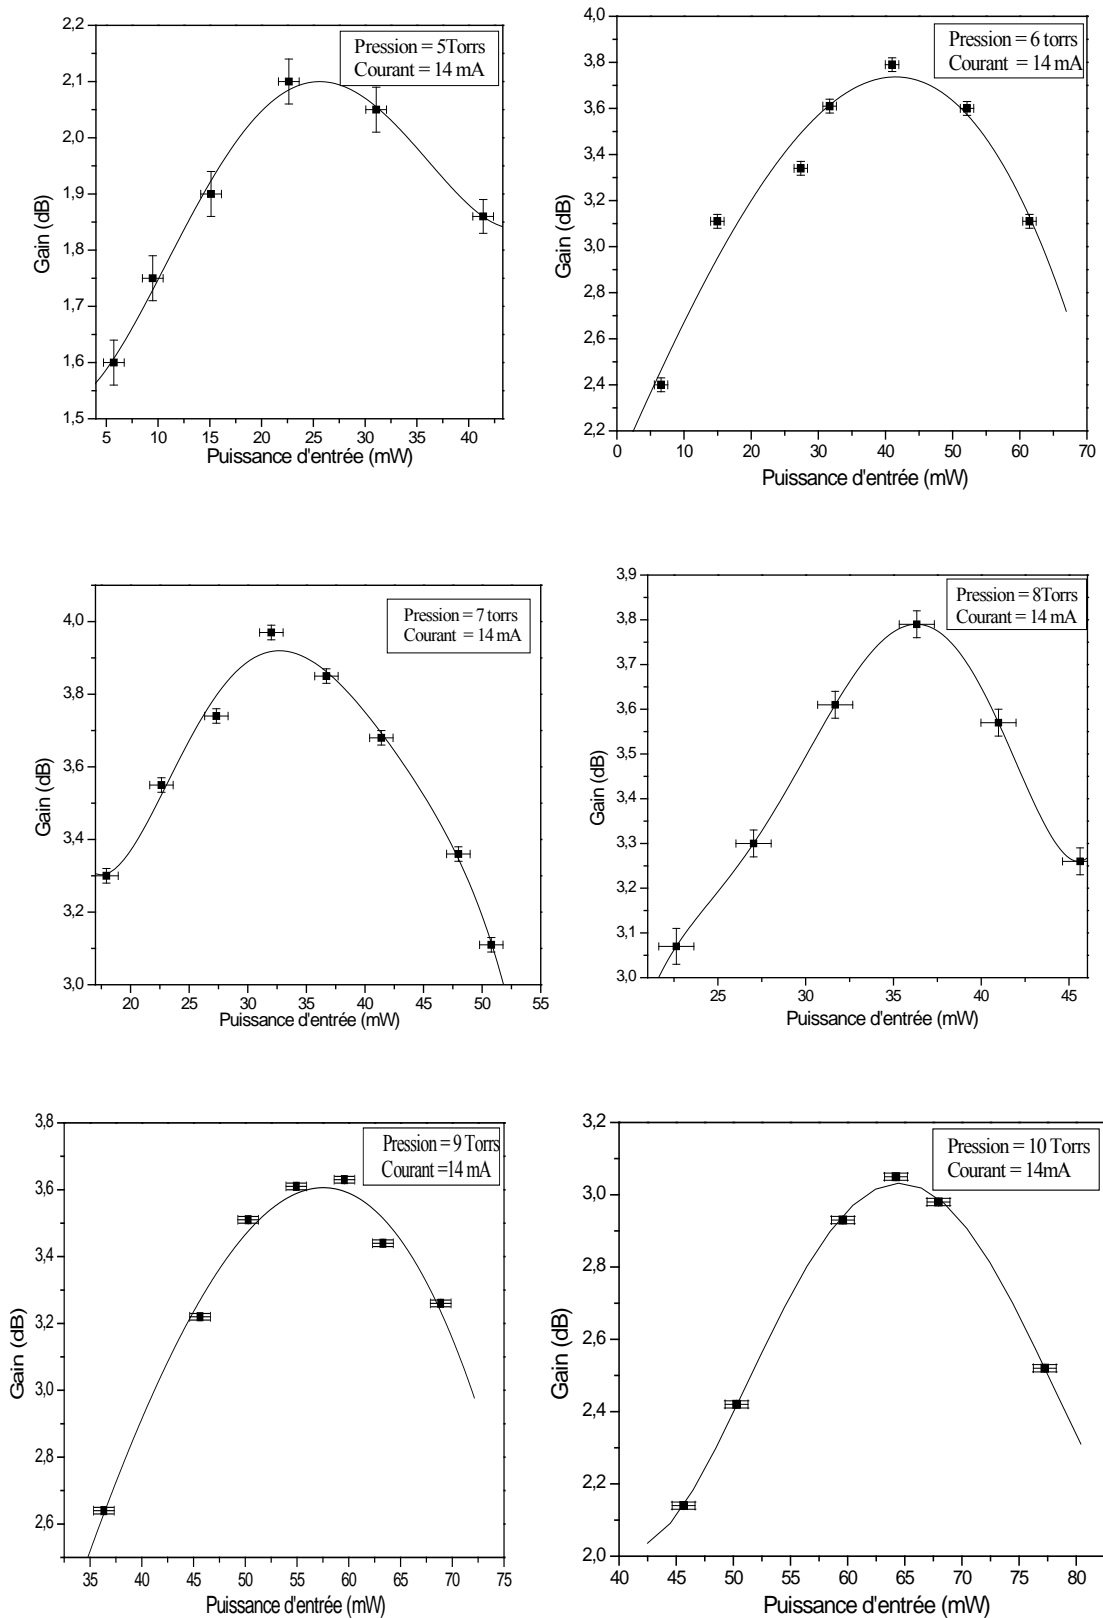 2,2
2,1
2,0
1,9
1,8
1,7
1,6
1,5
Gain (dB)
Pression = 5Torrs
Courant = 14 mA
5 10 15 20 25 30 35 40
Puissance d'entrée (mW)
4,0
3,8
3,6
3,4
3,2
3,0
2,8
2,6
2,4
2,2
Gain (dB)
Pression = 6 torrs
Courant = 14 mA
0 10 20 30 40 50 60 70
Puissance d'entrée (mW)
4,0
3,8
3,6
3,4
3,2
3,0
Gain (dB)
Pression = 7 torrs
Courant = 14 mA
20 25 30 35 40 45 50 55
Puissance d'entrée (mW)
3,9
3,8
3,7
3,6
3,5
3,4
3,3
3,2
3,1
3,0
Gain (dB)
Pression = 8Torrs
Courant = 14 mA
25 30 35 40 45
Puissance d'entrée (mW)
3,8
3,6
3,4
3,2
3,0
2,8
2,6
Gain (dB)
Pression = 9 Torrs
Courant =14 mA
35 40 45 50 55 60 65 70 75
Puissance d'entrée (mW)
3,2
3,0
2,8
2,6
2,4
2,2
2,0
Gain (dB)
Pression = 10 Torrs
Courant = 14mA
40 45 50 55 60 65 70 75 80
Puissance d'entrée (mW)